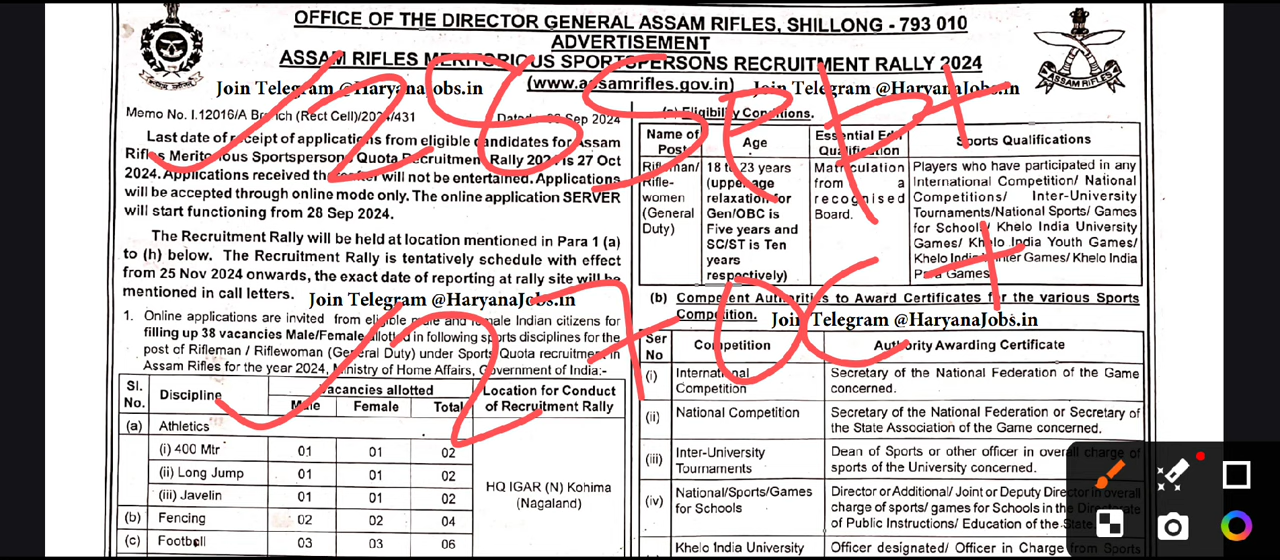 OFFICE OF THE DIRECTOR GENERAL ASSAM RIFLES, SHILLONG - 793 010
ADVERTISEMENT
ASSAM RIFLES MERITORIOUS SPORTSPERSONS RECRUITMENT RALLY 2024
(www.assamrifles.gov.in)
Join Telegram @HaryanaJobs.in
Join Telegram @HaryanaJobs.in
Memo No. I.12016/A Branch (Rect Cell)/2024/431
Sep 2024
Last date of receipt of applications from eligible candidates for Assam
Rifles Meritorious Sportsperson Quota Recruitment Rally 2024 is 27 Oct
2024. Applications received thereafter will not be entertained. Applications
will be accepted through online mode only. The online application SERVER
will start functioning from 28 Sep 2024.
The Recruitment Rally will be held at location mentioned in Para 1 (a)
to (h) below. The Recruitment Rally is tentatively schedule with effect
from 25 Nov 2024 onwards, the exact date of reporting at rally site will be
mentioned in call letters.
Join Telegram @HaryanaJobs.in
1. Online applications are invited from eligible male and female Indian citizens for
filling up 38 vacancies Male/Female allotted in following sports disciplines for the
post of Rifleman / Riflewoman (General Duty) under Sports Quota recruitment in
Assam Rifles for the year 2024, Ministry of Home Affairs, Government of India:-
Sl. No. Discipline Vacancies allotted Location for Conduct of Recruitment Rally
Male Female Total
(a) Athletics
(i) 400 Mtr 01 01 02
(ii) Long Jump 01 01 02
(iii) Javelin 01 01 02
HQ IGAR (N) Kohima
(Nagaland)
(b) Fencing 02 02 04
(c) Football 03 03 06
(a) Eligibility Conditions.
Name of Post Age Essential Edn Qualification Sports Qualifications
Rifleman/
Rifle-
women
(General
Duty)
18 to 23 years
(upper age
relaxation for
Gen/OBC is
Five years and
SC/ST is Ten
years
respectively)
Matriculation
from a
recognised
Board.
Players who have participated in any
International Competition/ National
Competitions/ Inter-University
Tournaments/National Sports/ Games
for School/ Khelo India University
Games/ Khelo India Youth Games/
Khelo India Winter Games/ Khelo India
Para Games
(b) Competent Authorities to Award Certificates for the various Sports
Competition.
Join Telegram @HaryanaJobs.in
Ser No Competition Authority Awarding Certificate
(i) International Competition
Secretary of the National Federation of the Game
concerned.
(ii) National Competition
Secretary of the National Federation or Secretary of
the State Association of the Game concerned.
(iii) Inter-University Tournaments
Dean of Sports or other officer in overall charge of
sports of the University concerned.
(iv) National/Sports/Games for Schools
Director or Additional/ Joint or Deputy Director in overall
charge of sports/ games for Schools in the Directorate
of Public Instructions/ Education of the State.
Khelo India University
Officer designated/ Officer in Charge from Sports
28 Sept
27 Oct